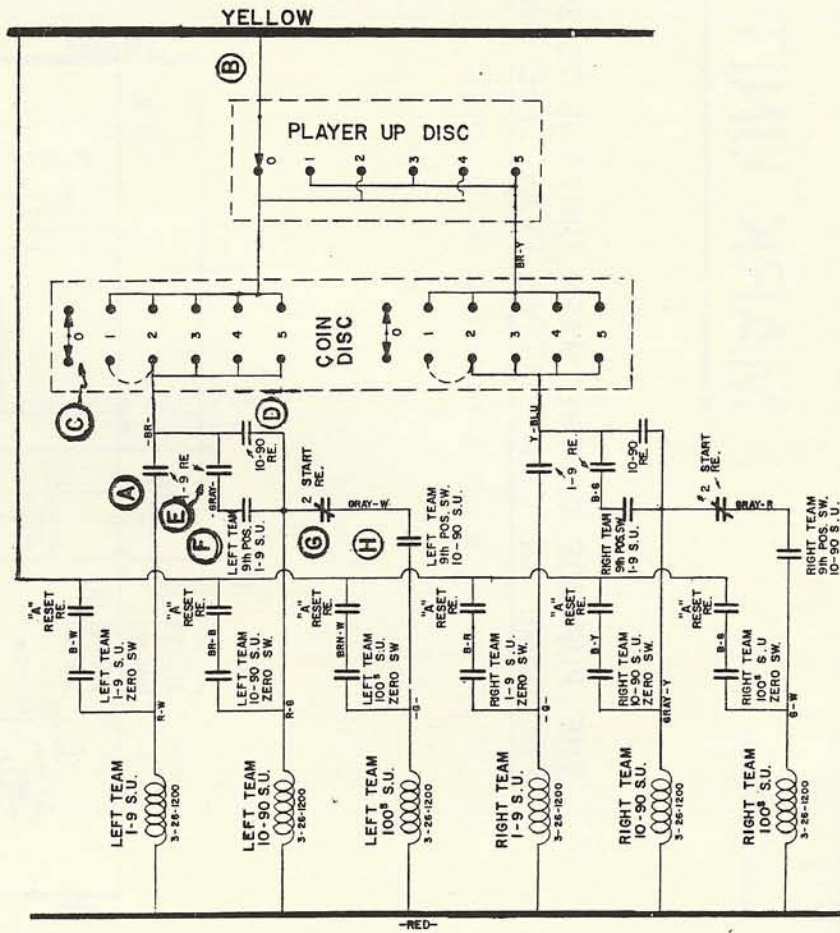 YELLOW
B
PLAYER UP DISC
0
1
2
3
4
5
BR-Y
0
1
2
3
4
5
COIN
DISC
0
1
2
3
4
5
C
-BR-
D
Y-BLU
A
1-9 RE
10-90
RE.
E
-GRAY-
F
LEFT TEAM
9th POS.
1-9 S.U.
2 START
RE.
G
GRAY-W
H
LEFT TEAM
9th POS. SW.
10-90 S.U.
1-9 RE.
10-90
RE.
B-G
RIGHT TEAM
9th POS. SW.
1-9 S.U.
#2 START
RE.
GRAY-R
RIGHT TEAM
9th POS. SW.
10-90 S.U.
"A"
RESET
RE.
B-W
LEFT TEAM
1-9 S.U.
ZERO SW.
R-W
"A"
RESET
RE.
BR-B
LEFT TEAM
10-90 S.U.
ZERO SW.
R-G
"A"
RESET
RE.
BRN-W
LEFT TEAM
100s S.U.
ZERO SW
-G-
"A"
RESET
RE.
B-R
RIGHT TEAM
1-9 S.U.
ZERO SW.
-G-
"A"
RESET
RE.
B-Y
RIGHT TEAM
10-90 S.U.
ZERO SW.
GRAY-Y
"A"
RESET
RE.
RIGHT TEAM
100s S.U
ZERO SW.
G-W
LEFT TEAM
1-9 S.U.
3-26-1200
LEFT TEAM
10-90 S.U.
3-26-1200
LEFT TEAM
100s S.U.
3-26-1200
RIGHT TEAM
1-9 S.U.
3-26-1200
RIGHT TEAM
10-90 S.U.
3-26-1200
RIGHT TEAM
100s S.U.
3-26-1200
-RED-